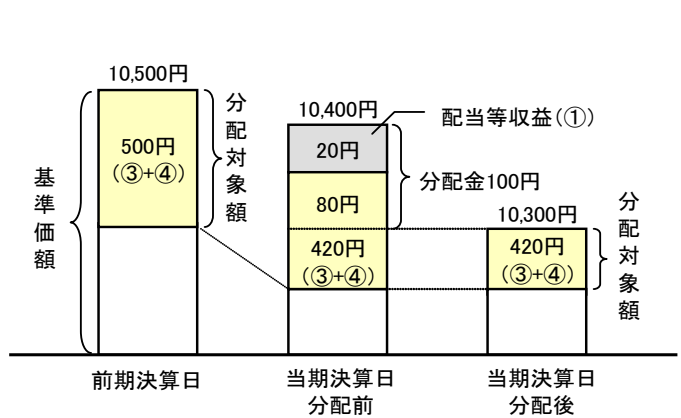 10,500円
500円
(③+④)
分配対象額
基準価額
前期決算日
10,400円
配当等収益(①)
20円
分配金100円
80円
420円
(③+④)
当期決算日
分配前
10,300円
420円
(③+④)
分配対象額
当期決算日
分配後